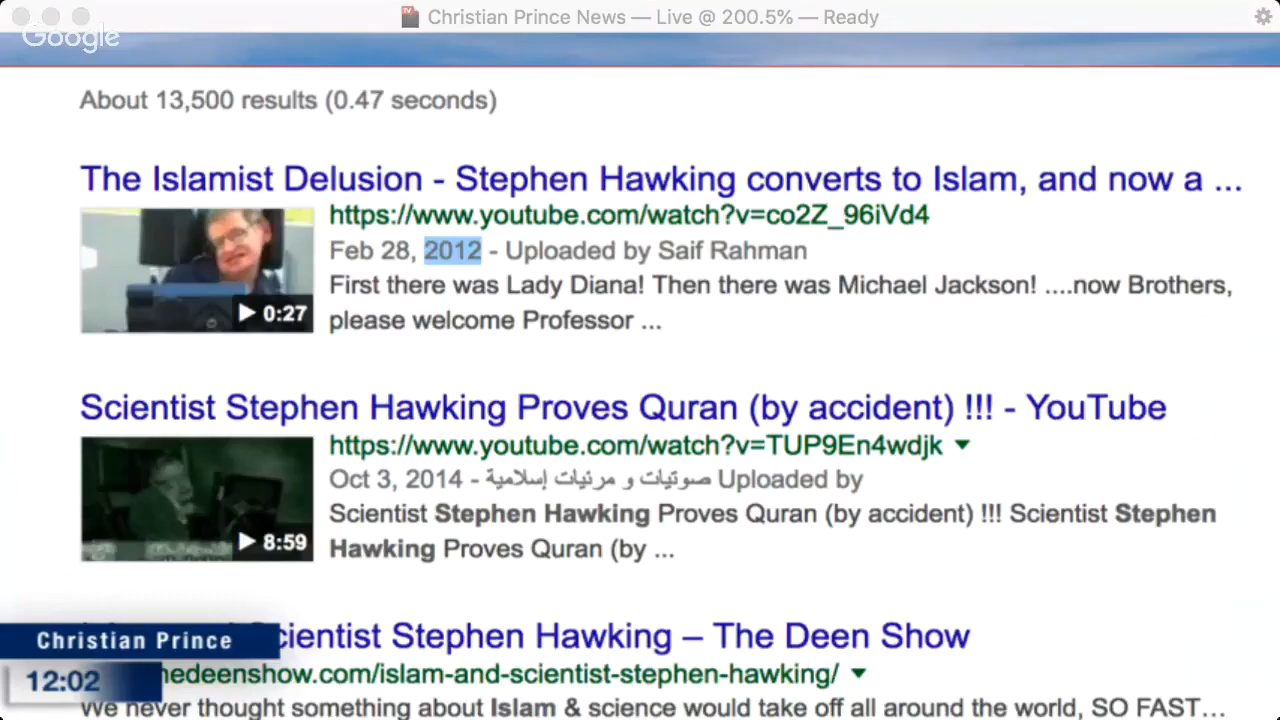 Christian Prince News — Live @ 200.5% — Ready
Google
About 13,500 results (0.47 seconds)
The Islamist Delusion - Stephen Hawking converts to Islam, and now a ...
https://www.youtube.com/watch?v=co2Z_96iVd4
Feb 28, 2012 - Uploaded by Saif Rahman
First there was Lady Diana! Then there was Michael Jackson! ....now Brothers,
please welcome Professor ...
0:27
Scientist Stephen Hawking Proves Quran (by accident) !!! - YouTube
https://www.youtube.com/watch?v=TUP9En4wdjk
Oct 3, 2014 - صوتيات و مرئيات إسلامية Uploaded by
Scientist Stephen Hawking Proves Quran (by accident) !!! Scientist Stephen
Hawking Proves Quran (by ...
8:59
Scientist Stephen Hawking – The Deen Show
hedeenshow.com/islam-and-scientist-stephen-hawking/
We never thought something about Islam & science would take off all around the world, SO FAST...
Christian Prince
12:02